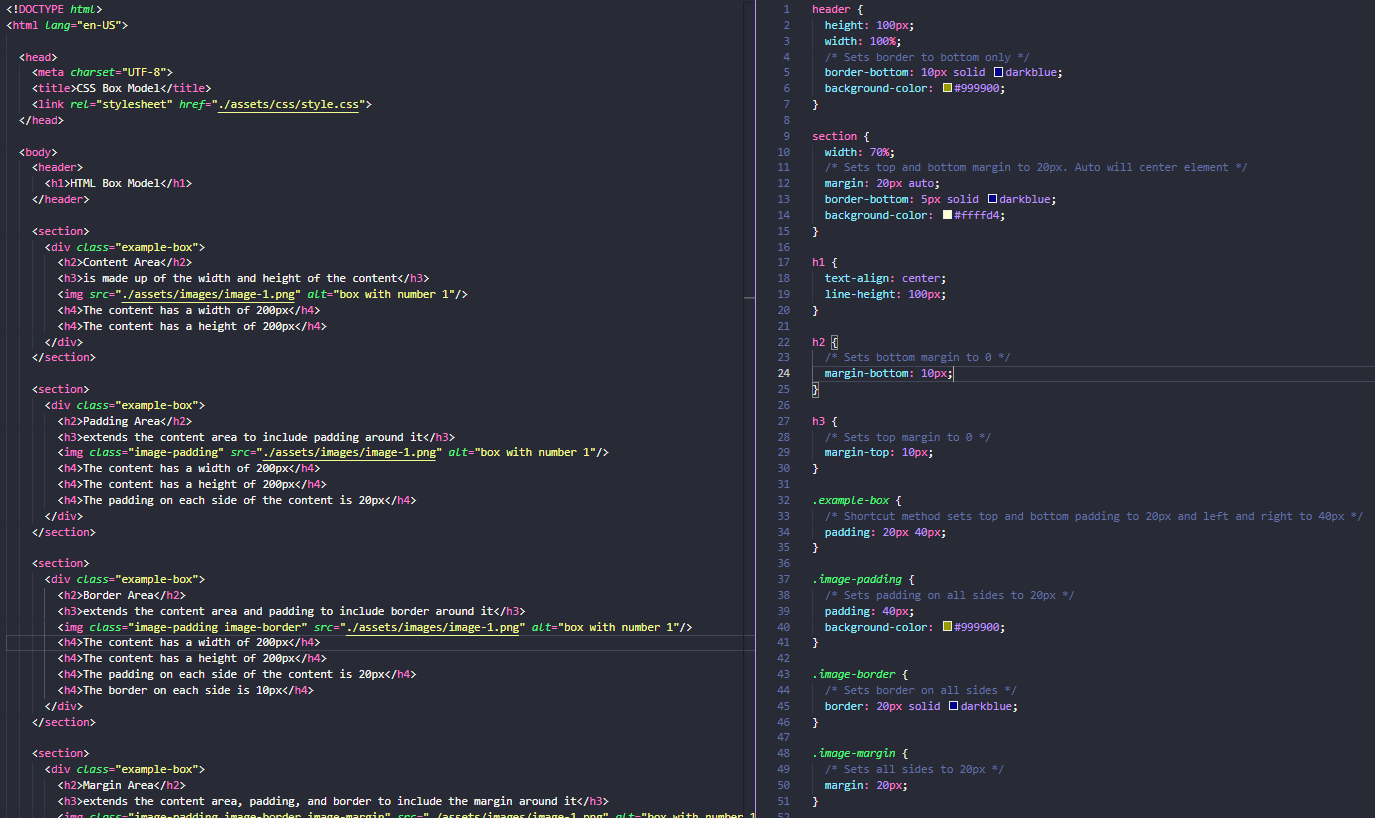 <!DOCTYPE html>
<html lang="en-US">
<head>
<meta charset="UTF-8">
<title>CSS Box Model</title>
<link rel="stylesheet" href="./assets/css/style.css">
</head>
<body>
<header>
<h1>HTML Box Model</h1>
</header>
<section>
<div class="example-box">
<h2>Content Area</h2>
<h3>is made up of the width and height of the content</h3>
<img src="./assets/images/image-1.png" alt="box with number 1"/>
<h4>The content has a width of 200px</h4>
<h4>The content has a height of 200px</h4>
</div>
</section>
<section>
<div class="example-box">
<h2>Padding Area</h2>
<h3>extends the content area to include padding around it</h3>
<img class="image-padding" src="./assets/images/image-1.png" alt="box with number 1"/>
<h4>The content has a width of 200px</h4>
<h4>The content has a height of 200px</h4>
<h4>The padding on each side of the content is 20px</h4>
</div>
</section>
<section>
<div class="example-box">
<h2>Border Area</h2>
<h3>extends the content area and padding to include border around it</h3>
<img class="image-padding image-border" src="./assets/images/image-1.png" alt="box with number 1"/>
<h4>The content has a width of 200px</h4>
<h4>The content has a height of 200px</h4>
<h4>The padding on each side of the content is 20px</h4>
<h4>The border on each side is 10px</h4>
</div>
</section>
<section>
<div class="example-box">
<h2>Margin Area</h2>
<h3>extends the content area, padding, and border to include the margin around it</h3>
<img class="image-padding image-border image-margin" src="./assets/images/image-1.png" alt="box with number 1
1 header {
2 height: 100px;
3 width: 100%;
4 /* Sets border to bottom only */
5 border-bottom: 10px solid darkblue;
6 background-color: #999900;
7 }
8
9 section {
10 width: 70%;
11 /* Sets top and bottom margin to 20px. Auto will center element */
12 margin: 20px auto;
13 border-bottom: 5px solid darkblue;
14 background-color: #ffffd4;
15 }
16
17 h1 {
18 text-align: center;
19 line-height: 100px;
20 }
21
22 h2 {
23 /* Sets bottom margin to 0 */
24 margin-bottom: 10px;
25 }
26
27 h3 {
28 /* Sets top margin to 0 */
29 margin-top: 10px;
30 }
31
32 .example-box {
33 /* Shortcut method sets top and bottom padding to 20px and left and right to 40px */
34 padding: 20px 40px;
35 }
36
37 .image-padding {
38 /* Sets padding on all sides to 20px */
39 padding: 40px;
40 background-color: #999900;
41 }
42
43 .image-border {
44 /* Sets border on all sides */
45 border: 20px solid darkblue;
46 }
47
48 .image-margin {
49 /* Sets all sides to 20px */
50 margin: 20px;
51 }
52